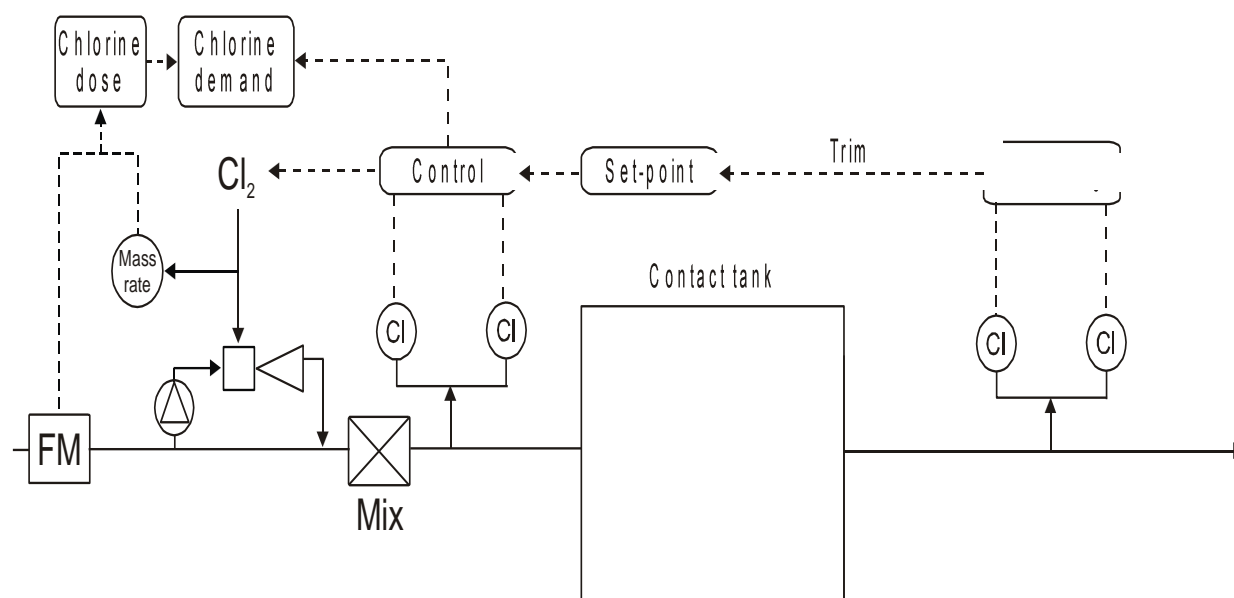 Chlorine
dose
Chlorine
demand
Cl2
Control
Set-point
Trim
Mass
rate
Contact tank
Cl
Cl
Cl
Cl
FM
Mix